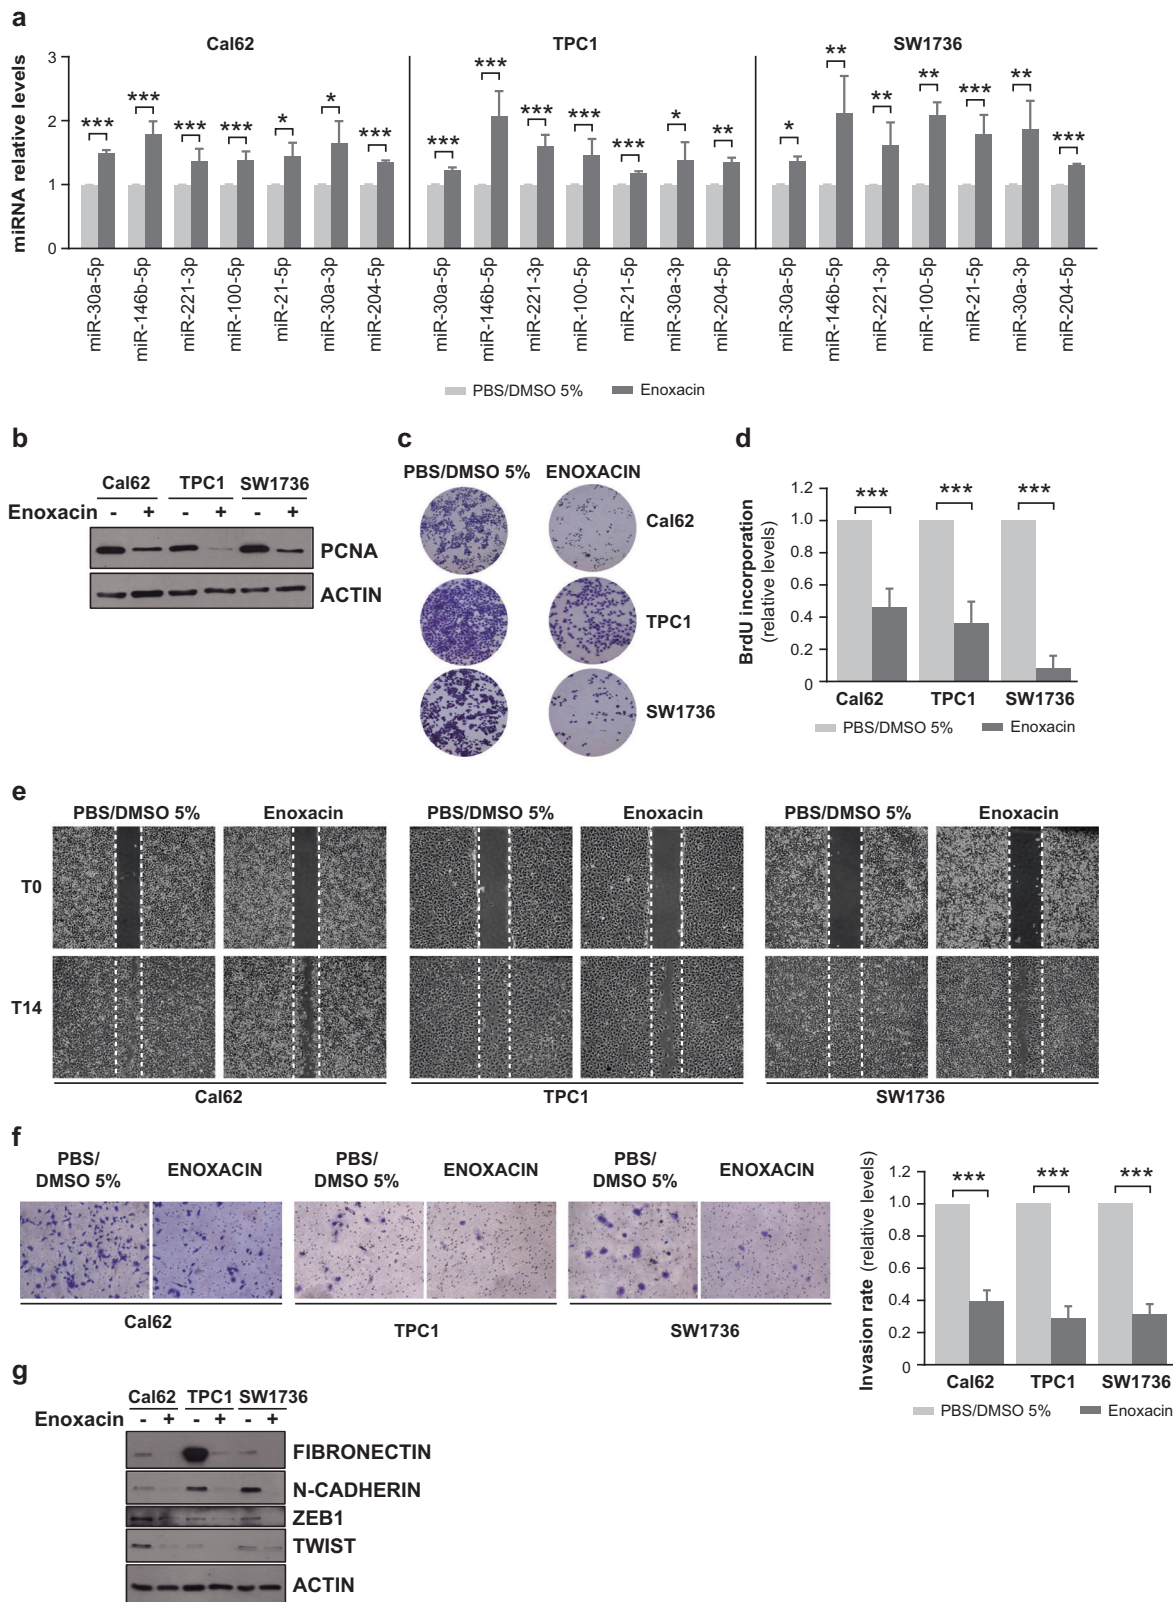 a
Cal62 TPC1 SW1736
miRNA relative levels
3
2
1
0
*** *** *** *** * * ***
*** *** *** *** *** * **
* ** ** ** *** ** ***
miR-30a-5p miR-146b-5p miR-221-3p miR-100-5p miR-21-5p miR-30a-3p miR-204-5p
miR-30a-5p miR-146b-5p miR-221-3p miR-100-5p miR-21-5p miR-30a-3p miR-204-5p
miR-30a-5p miR-146b-5p miR-221-3p miR-100-5p miR-21-5p miR-30a-3p miR-204-5p
PBS/DMSO 5% Enoxacin
b
Cal62 TPC1 SW1736
Enoxacin - + - + - +
PCNA
ACTIN
c
PBS/DMSO 5% ENOXACIN
Cal62
TPC1
SW1736
d
BrdU incorporation
(relative levels)
1.2
1.0
0.8
0.6
0.4
0.2
0
*** *** ***
Cal62 TPC1 SW1736
PBS/DMSO 5% Enoxacin
e
PBS/DMSO 5% Enoxacin PBS/DMSO 5% Enoxacin PBS/DMSO 5% Enoxacin
T0
T14
Cal62 TPC1 SW1736
f
PBS/
DMSO 5% ENOXACIN
PBS/
DMSO 5% ENOXACIN
PBS/
DMSO 5% ENOXACIN
Cal62 TPC1 SW1736
Invasion rate (relative levels)
1.2
1.0
0.8
0.6
0.4
0.2
0
*** *** ***
Cal62 TPC1 SW1736
PBS/DMSO 5% Enoxacin
g
Cal62 TPC1 SW1736
Enoxacin - + - + - +
FIBRONECTIN
N-CADHERIN
ZEB1
TWIST
ACTIN